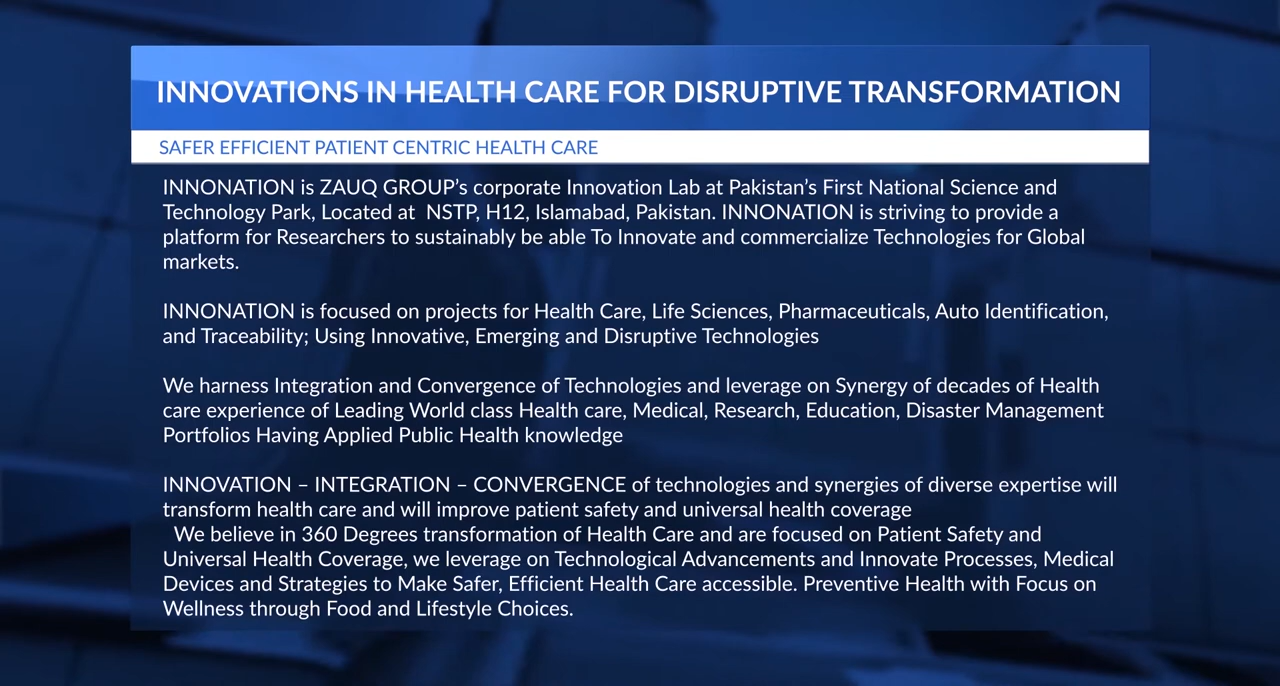 INNOVATIONS IN HEALTH CARE FOR DISRUPTIVE TRANSFORMATION
SAFER EFFICIENT PATIENT CENTRIC HEALTH CARE
INNONATION is ZAUQ GROUP’s corporate Innovation Lab at Pakistan’s First National Science and
Technology Park, Located at  NSTP, H12, Islamabad, Pakistan. INNONATION is striving to provide a
platform for Researchers to sustainably be able To Innovate and commercialize Technologies for Global
markets.
INNONATION is focused on projects for Health Care, Life Sciences, Pharmaceuticals, Auto Identification,
and Traceability; Using Innovative, Emerging and Disruptive Technologies
We harness Integration and Convergence of Technologies and leverage on Synergy of decades of Health
care experience of Leading World class Health care, Medical, Research, Education, Disaster Management
Portfolios Having Applied Public Health knowledge
INNOVATION – INTEGRATION – CONVERGENCE of technologies and synergies of diverse expertise will
transform health care and will improve patient safety and universal health coverage
We believe in 360 Degrees transformation of Health Care and are focused on Patient Safety and
Universal Health Coverage, we leverage on Technological Advancements and Innovate Processes, Medical
Devices and Strategies to Make Safer, Efficient Health Care accessible. Preventive Health with Focus on
Wellness through Food and Lifestyle Choices.